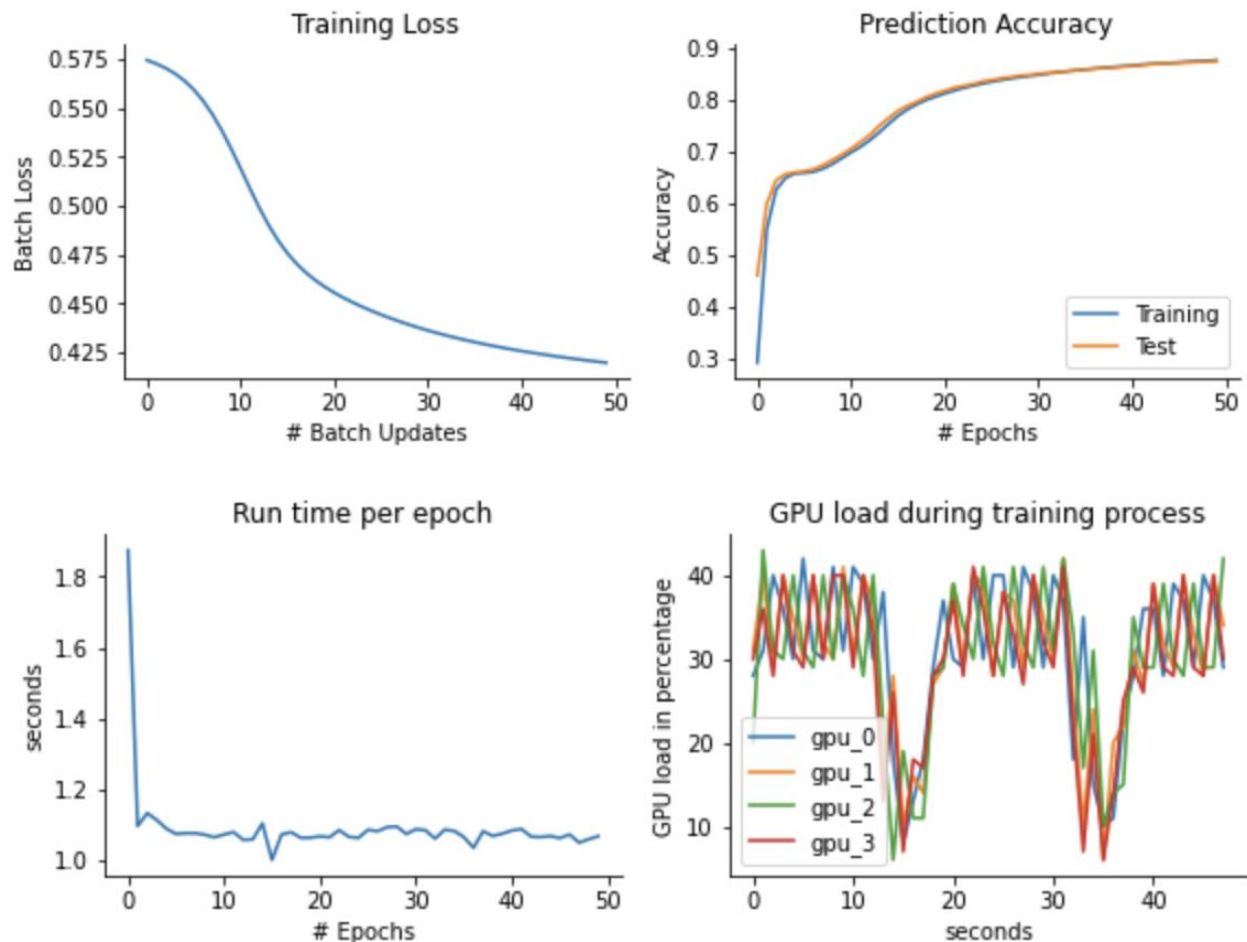 Training Loss
0.575
0.550
0.525
0.500
0.475
0.450
0.425
Batch Loss
0 10 20 30 40 50
# Batch Updates
Prediction Accuracy
0.9
0.8
0.7
0.6
0.5
0.4
0.3
Accuracy
Training
Test
0 10 20 30 40 50
# Epochs
Run time per epoch
1.8
1.6
1.4
1.2
1.0
seconds
0 10 20 30 40 50
# Epochs
GPU load during training process
40
30
20
10
GPU load in percentage
gpu_0
gpu_1
gpu_2
gpu_3
0 10 20 30 40
seconds